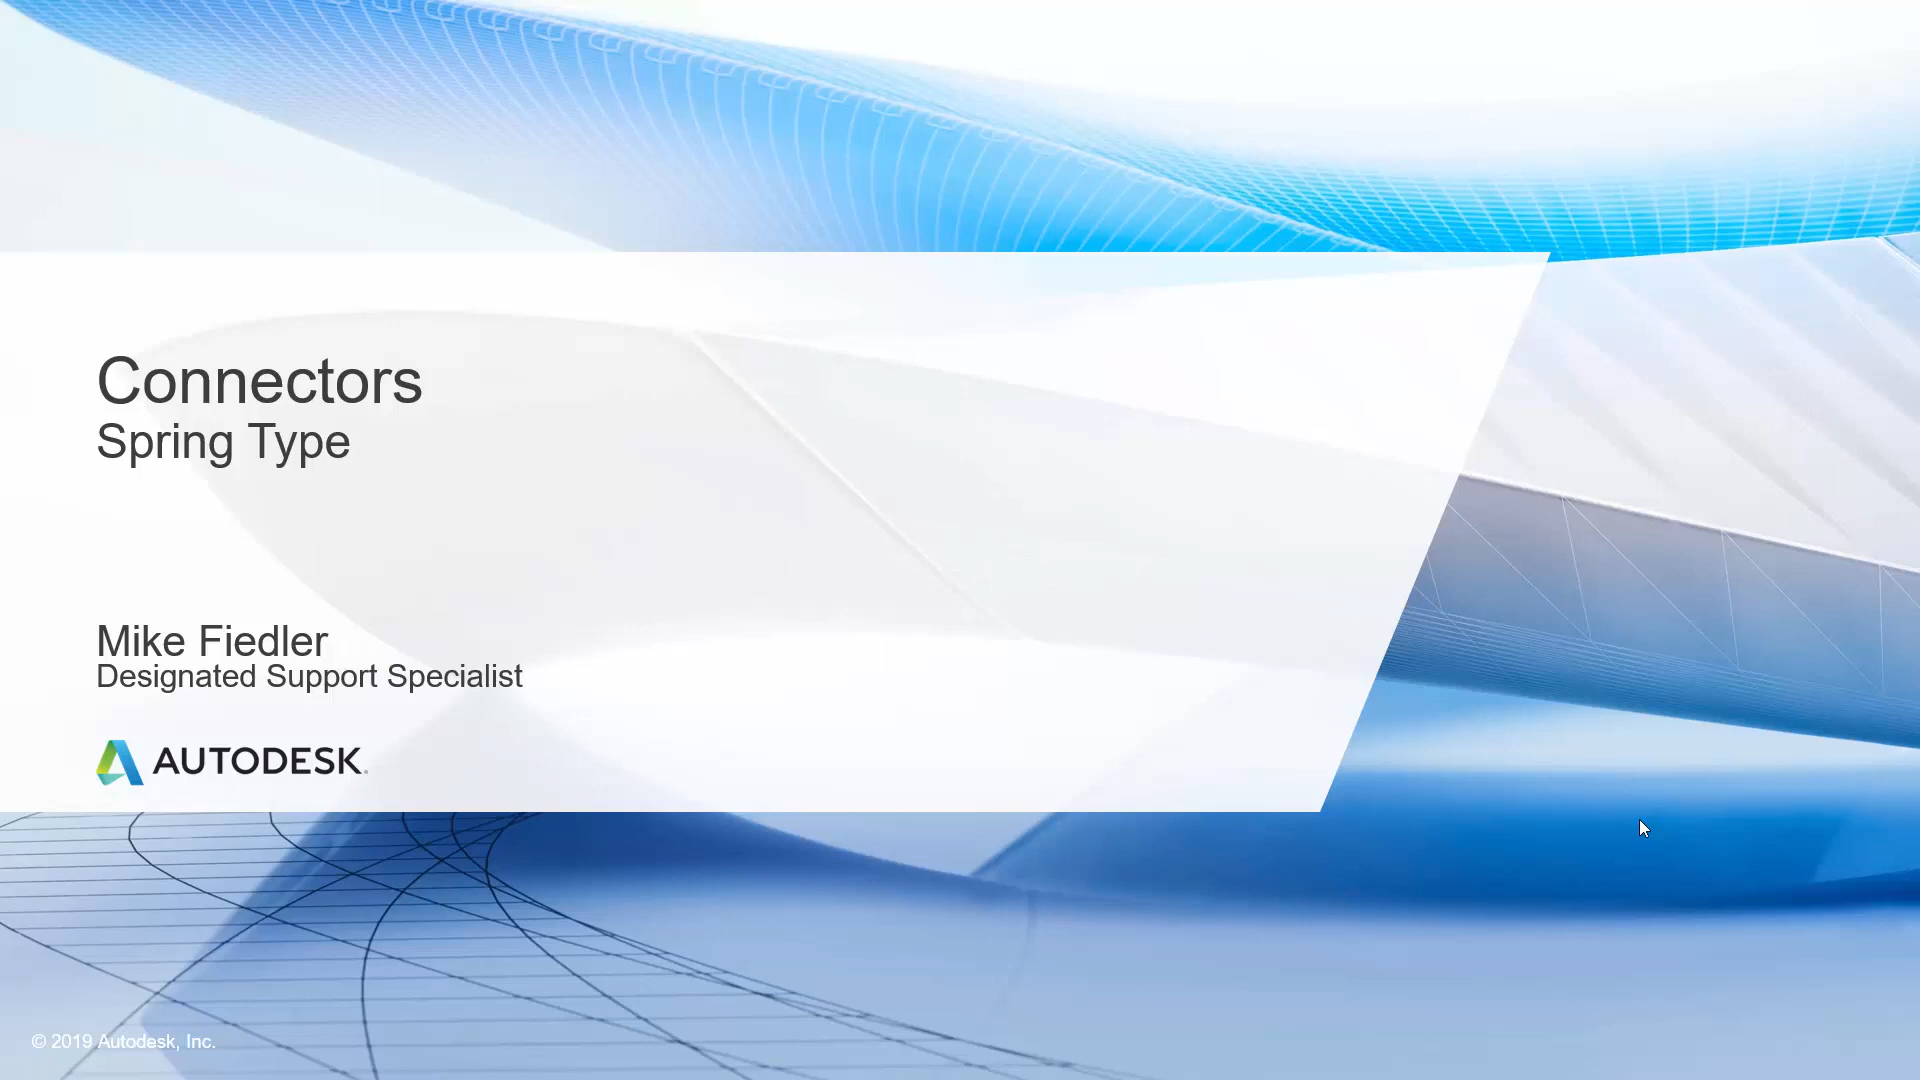 Connectors
Spring Type
Mike Fiedler
Designated Support Specialist
AUTODESK
© 2019 Autodesk, Inc.